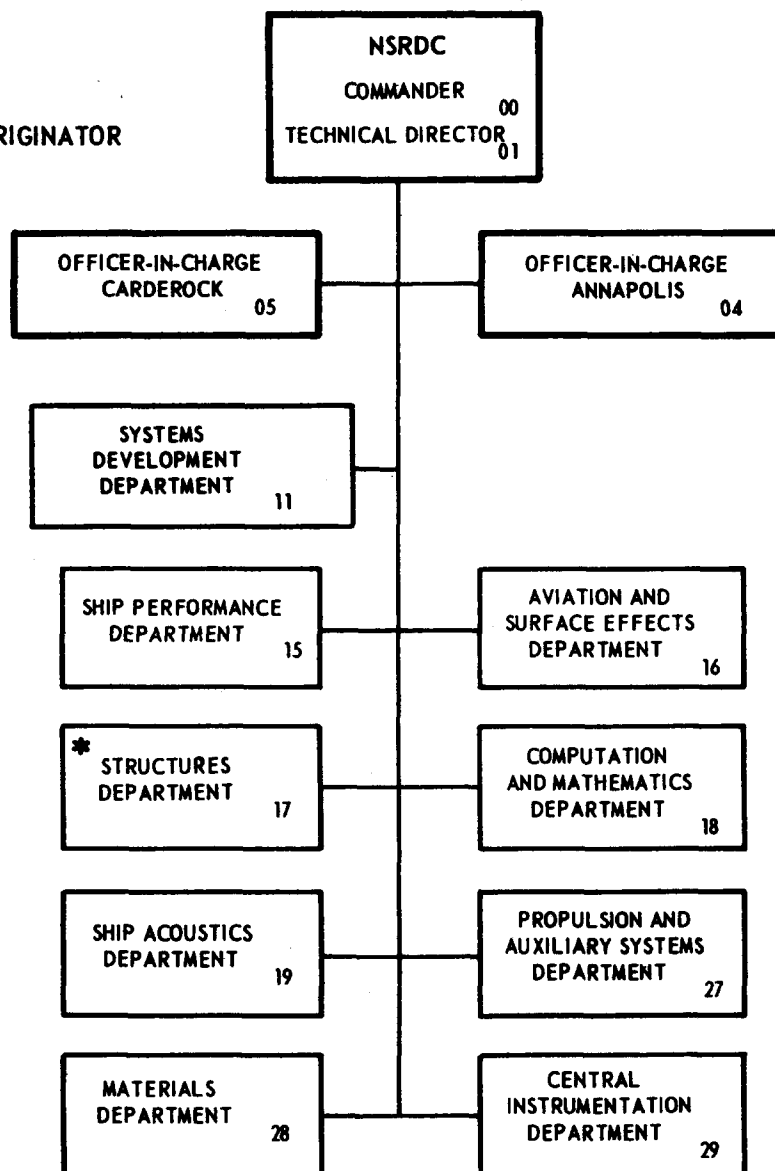 NSRDC
COMMANDER
00
TECHNICAL DIRECTOR
01
RIGINATOR
OFFICER-IN-CHARGE
CARDEROCK
05
OFFICER-IN-CHARGE
ANNAPOLIS
04
SYSTEMS
DEVELOPMENT
DEPARTMENT
11
SHIP PERFORMANCE
DEPARTMENT
15
AVIATION AND
SURFACE EFFECTS
DEPARTMENT
16
*
STRUCTURES
DEPARTMENT
17
COMPUTATION
AND MATHEMATICS
DEPARTMENT
18
SHIP ACOUSTICS
DEPARTMENT
19
PROPULSION AND
AUXILIARY SYSTEMS
DEPARTMENT
27
MATERIALS
DEPARTMENT
28
CENTRAL
INSTRUMENTATION
DEPARTMENT
29